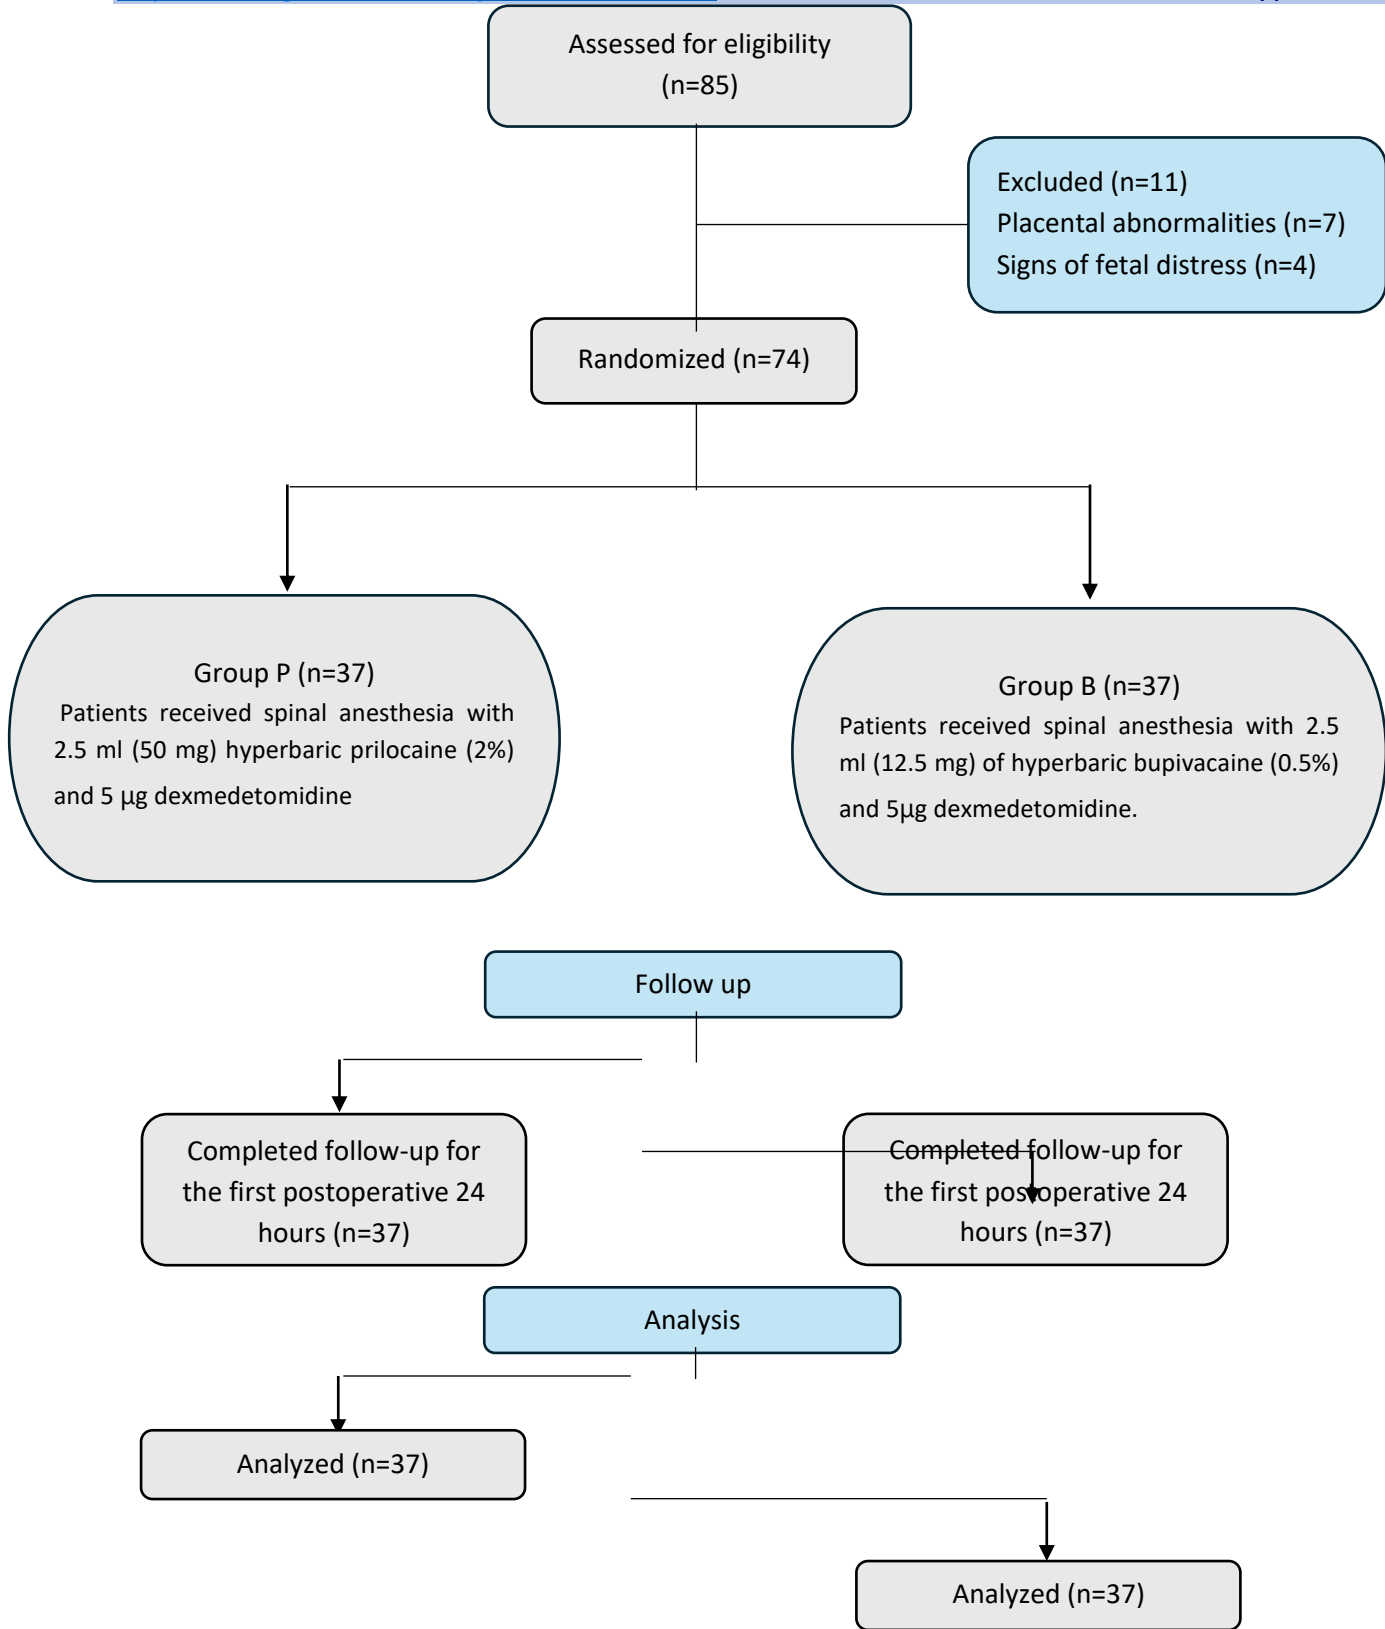 Assessed for eligibility
(n=85)
Excluded (n=11)
Placental abnormalities (n=7)
Signs of fetal distress (n=4)
Randomized (n=74)
Group P (n=37)
Patients received spinal anesthesia with
2.5 ml (50 mg) hyperbaric prilocaine (2%)
and 5 µg dexmedetomidine
Group B (n=37)
Patients received spinal anesthesia with 2.5
ml (12.5 mg) of hyperbaric bupivacaine (0.5%)
and 5µg dexmedetomidine.
Follow up
Completed follow-up for
the first postoperative 24
hours (n=37)
Completed follow-up for
the first postoperative 24
hours (n=37)
Analysis
Analyzed (n=37)
Analyzed (n=37)